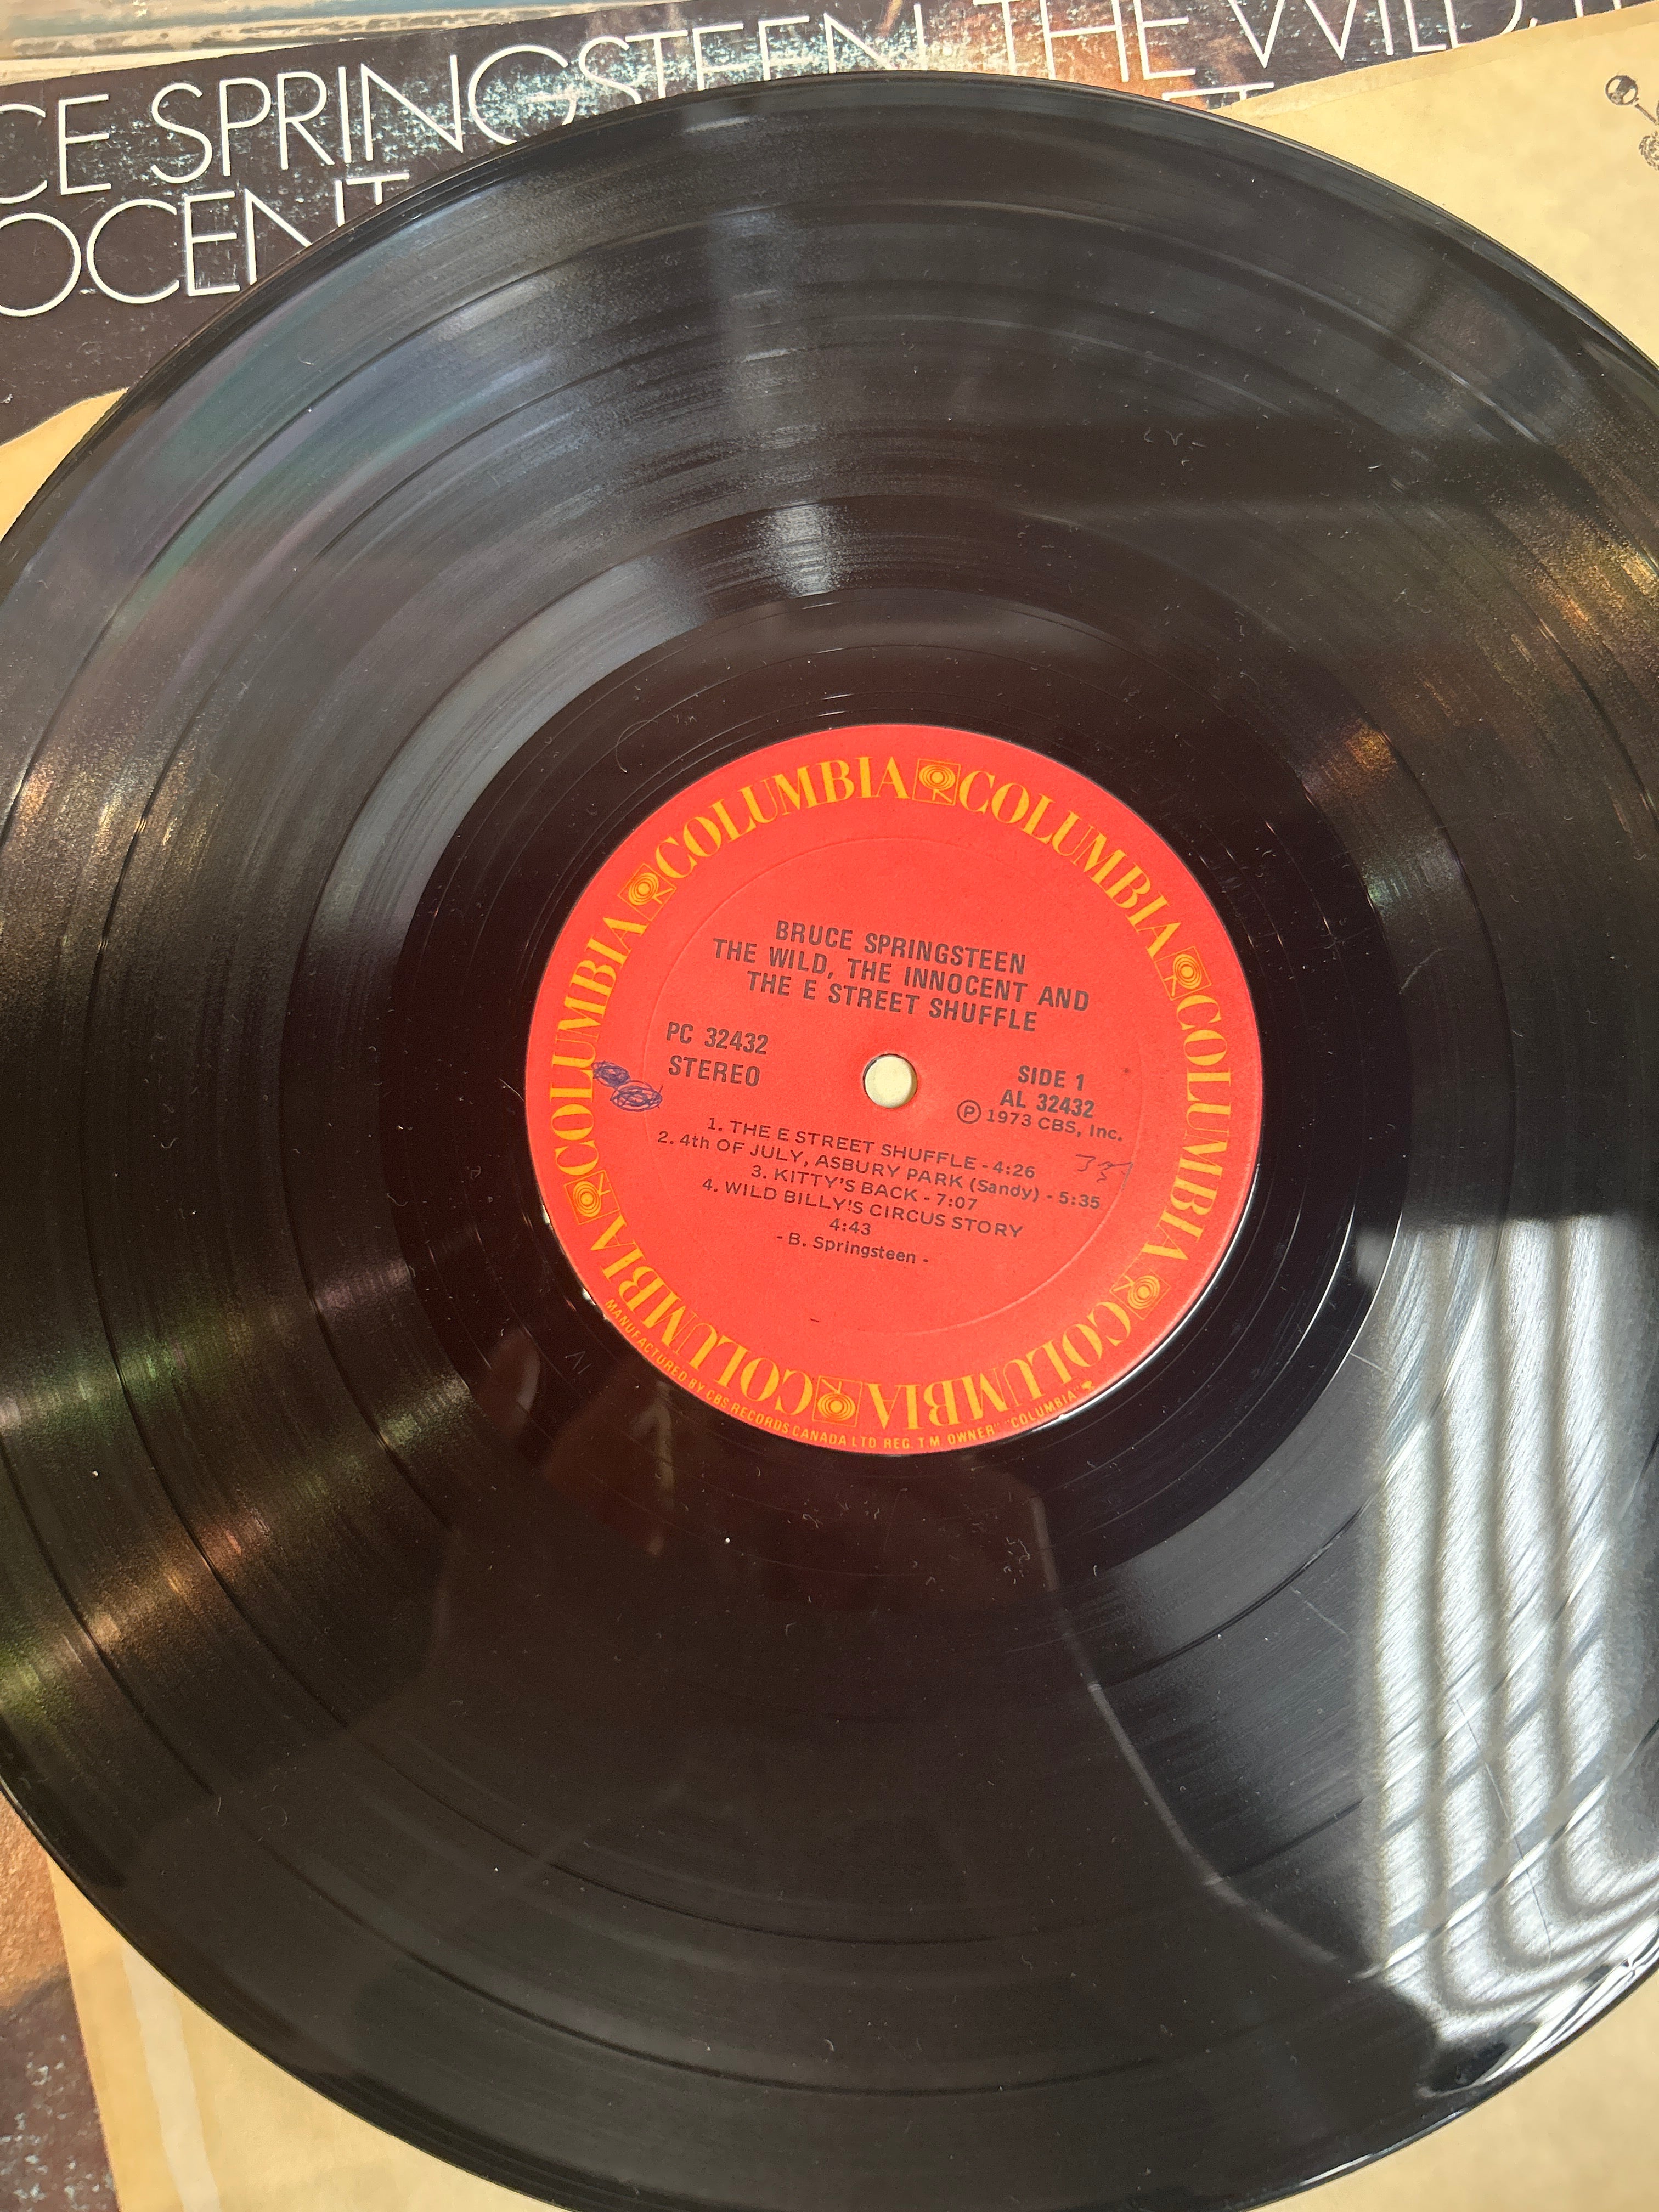 CE SPRINGSTEEN THE WILD,
OCENT
COLUMBIA COLUMBIA COLUMBIA COLUMBIA COLUMBIA COLUMBIA
BRUCE SPRINGSTEEN
THE WILD, THE INNOCENT AND
THE E STREET SHUFFLE
PC 32432
STEREO
SIDE 1
AL 32432
Ⓟ 1973 CBS, Inc.
1. THE E STREET SHUFFLE - 4:26
2. 4th OF JULY, ASBURY PARK (Sandy) - 5:35
3. KITTY'S BACK - 7:07
4. WILD BILLY'S CIRCUS STORY
4:43
- B. Springsteen -
MANUFACTURED BY CBS RECORDS CANADA LTD REG. T M OWNER "COLUMBIA"